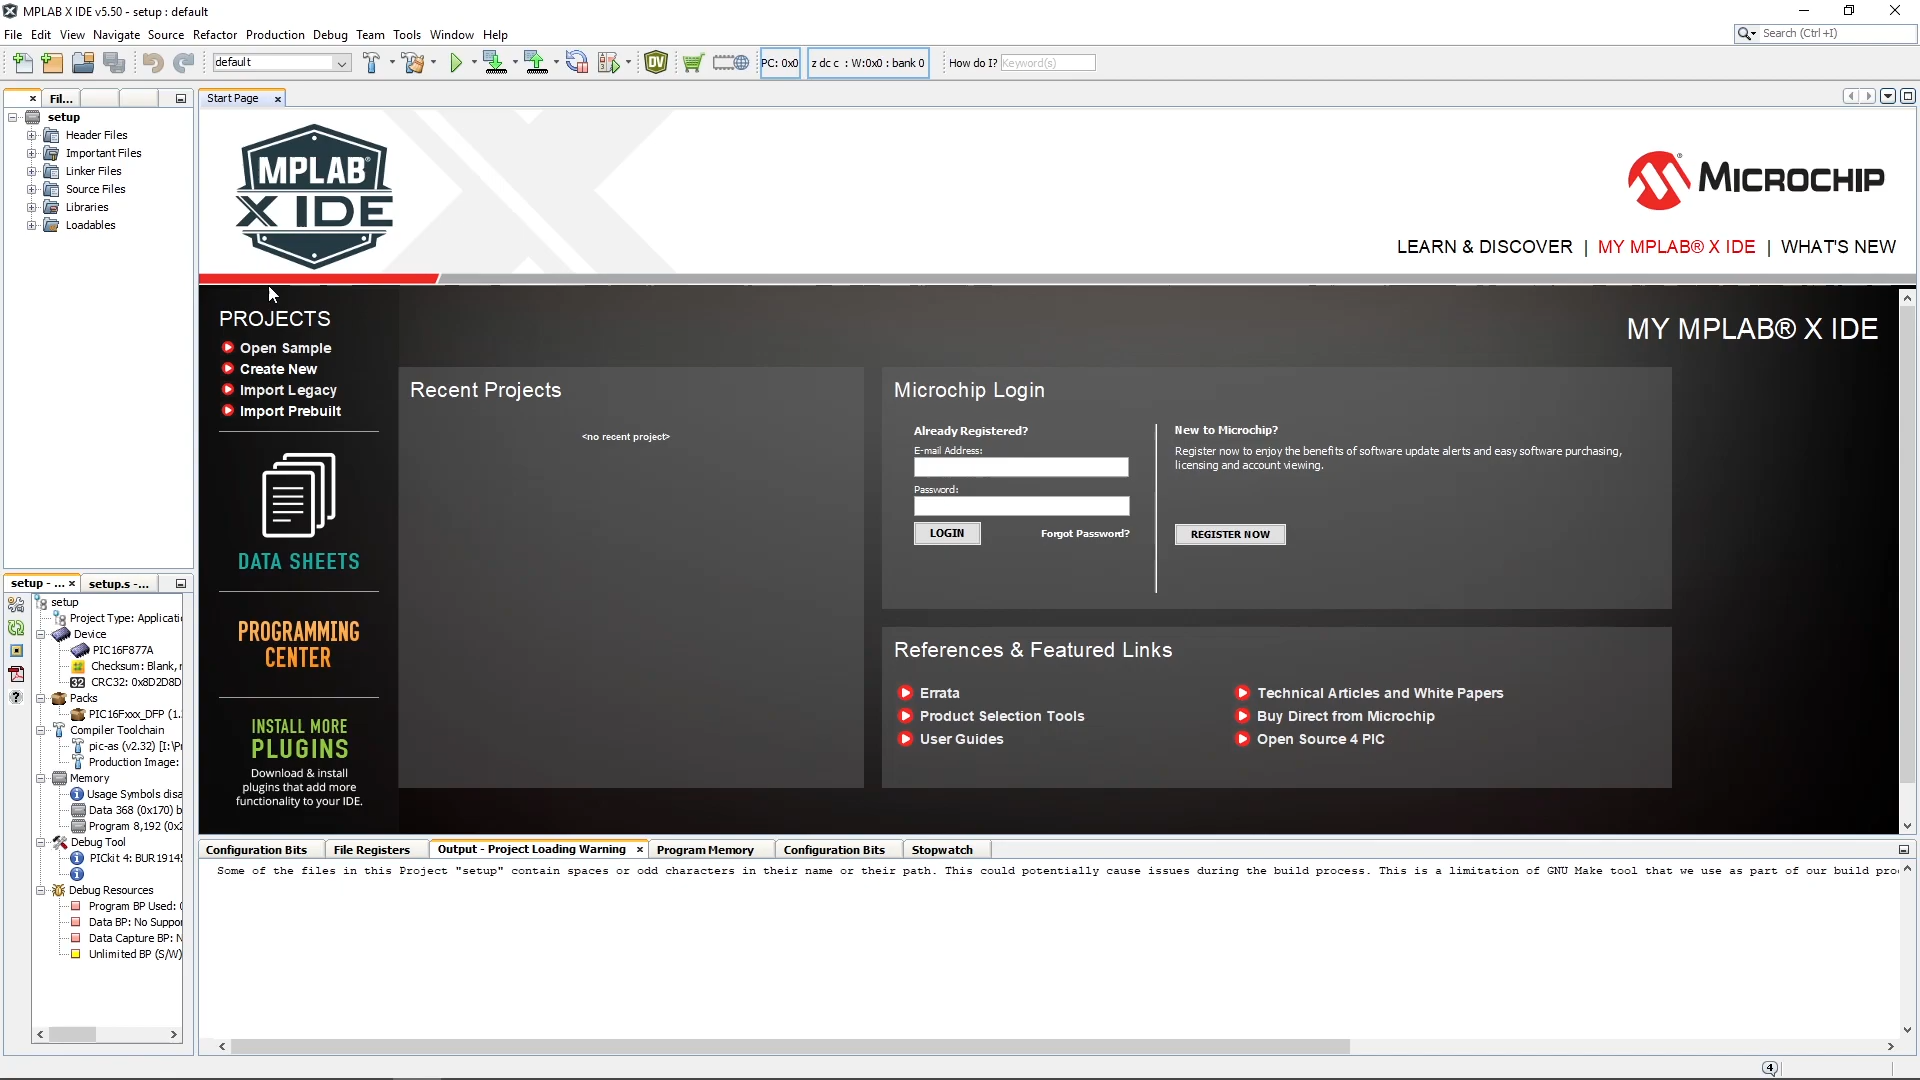 MPLAB X IDE v5.50 - setup : default
File Edit View Navigate Source Refactor Production Debug Team Tools Window Help
Search (Ctrl+I)
default
DV
PC: 0x0
z dc c : W:0x0 : bank 0
How do I?
Keyword(s)
Fil...
Start Page
setup
Header Files
Important Files
Linker Files
Source Files
Libraries
Loadables
MPLAB®
X IDE
MICROCHIP
LEARN & DISCOVER | MY MPLAB® X IDE | WHAT'S NEW
PROJECTS
Open Sample
Create New
Import Legacy
Import Prebuilt
DATA SHEETS
PROGRAMMING
CENTER
INSTALL MORE
PLUGINS
Download & install
plugins that add more
functionality to your IDE.
MY MPLAB® X IDE
Recent Projects
<no recent project>
Microchip Login
Already Registered?
E-mail Address:
Password:
LOGIN
Forgot Password?
New to Microchip?
Register now to enjoy the benefits of software update alerts and easy software purchasing,
licensing and account viewing.
REGISTER NOW
References & Featured Links
Errata
Product Selection Tools
User Guides
Technical Articles and White Papers
Buy Direct from Microchip
Open Source 4 PIC
setup - ...
setup.s -...
setup
Project Type: Applicati
Device
PIC16F877A
Checksum: Blank, 
32 CRC32: 0x8D2D8D
Packs
PIC16Fxxx_DFP (1.
Compiler Toolchain
pic-as (v2.32) [I:\P
Production Image:
Memory
Usage Symbols disa
Data 368 (0x170) b
Program 8,192 (0x2
Debug Tool
PICkit 4: BUR19145
Debug Resources
Program BP Used: 
Data BP: No Suppo
Data Capture BP: N
Unlimited BP (S/W)
Configuration Bits
File Registers
Output - Project Loading Warning
Program Memory
Configuration Bits
Stopwatch
Some of the files in this Project "setup" contain spaces or odd characters in their name or their path. This could potentially cause issues during the build process. This is a limitation of GNU Make tool that we use as part of our build pro
4